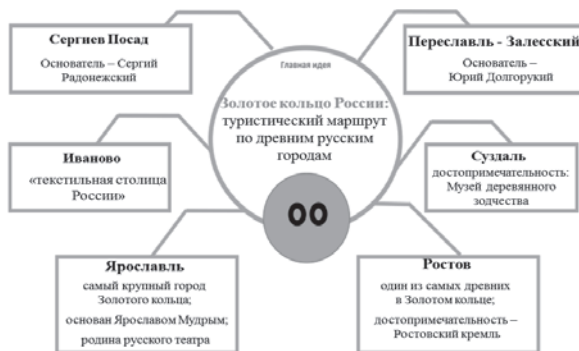 Сергиев Посад
Основатель – Сергий
Радонежский
Переславль - Залесский
Основатель –
Юрий Долгорукий
Главная идея
Золотое кольцо России:
туристический маршрут
по древним русским
городам
Иваново
«текстильная столица
России»
Суздаль
достопримечательность:
Музей деревянного
зодчества
Ярославль
самый крупный город
Золотого кольца;
основан Ярославом Мудрым;
родина русского театра
Ростов
один из самых древних
в Золотом кольце;
достопримечательность –
Ростовский кремль